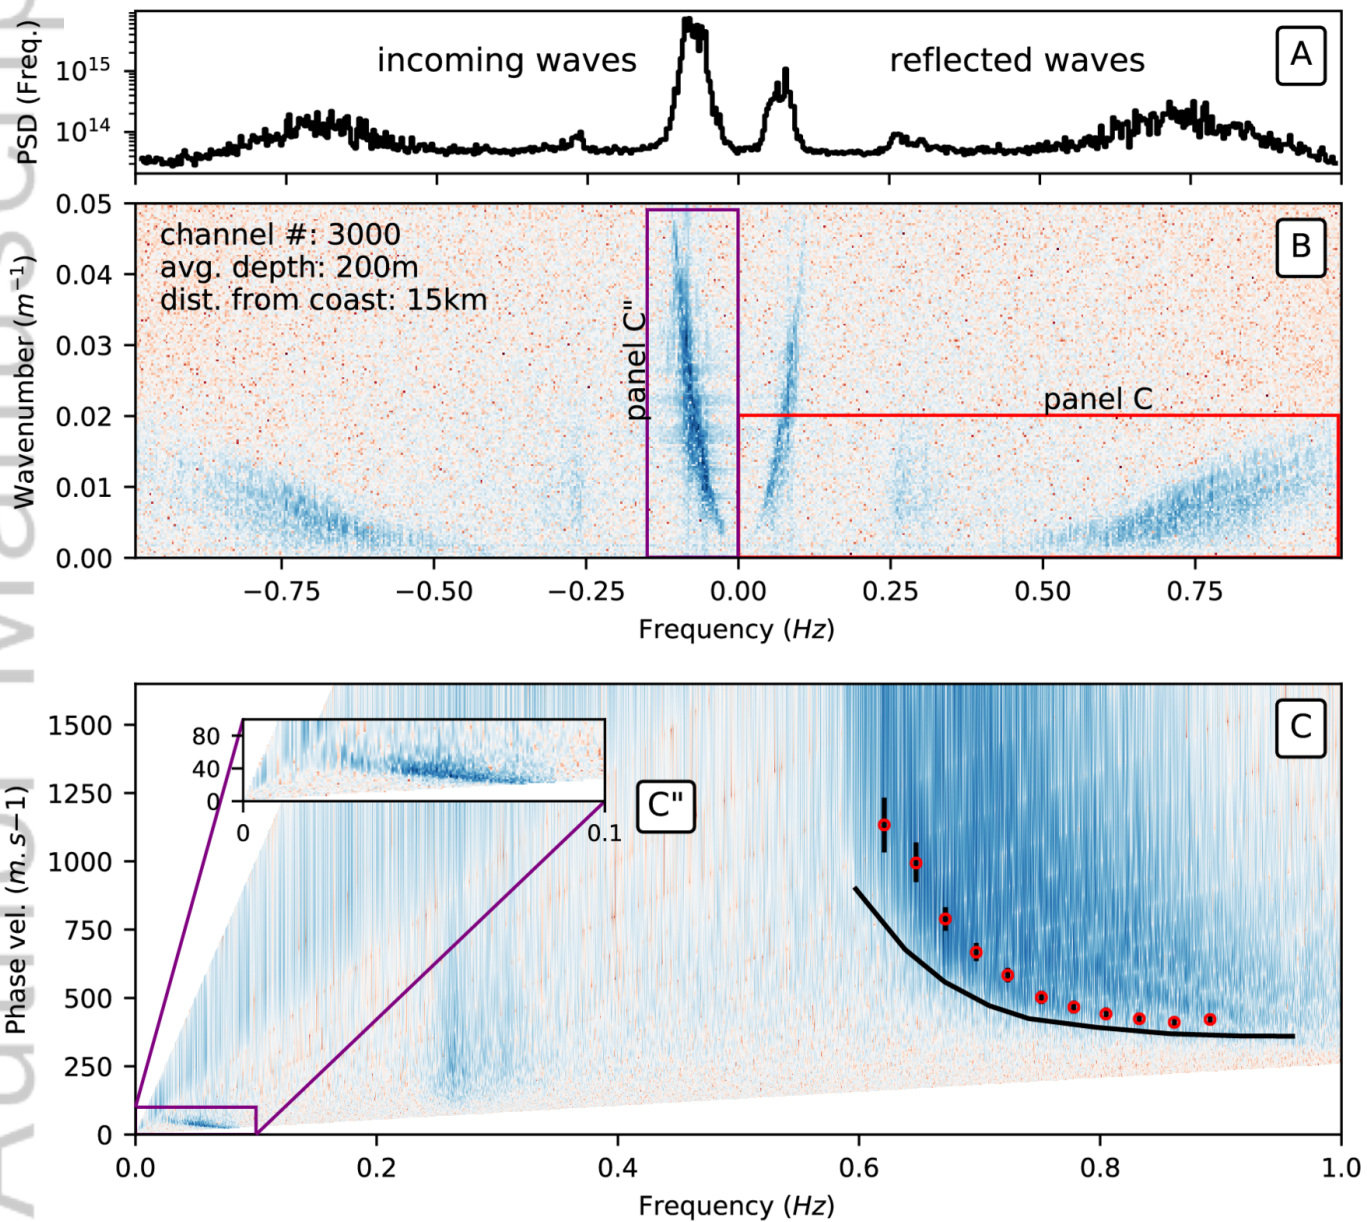 PSD (Freq.)
10¹⁵
10¹⁴
incoming waves
reflected waves
A
0.05
0.04
0.03
0.02
0.01
0.00
Wavenumber (m⁻¹)
channel #: 3000
avg. depth: 200m
dist. from coast: 15km
panel C"
panel C
B
−0.75
−0.50
−0.25
0.00
0.25
0.50
0.75
Frequency (Hz)
1500
1250
1000
750
500
250
0
Phase vel. (m. s−1)
80
40
0
0
0.1
C"
C
0.0
0.2
0.4
0.6
0.8
1.0
Frequency (Hz)